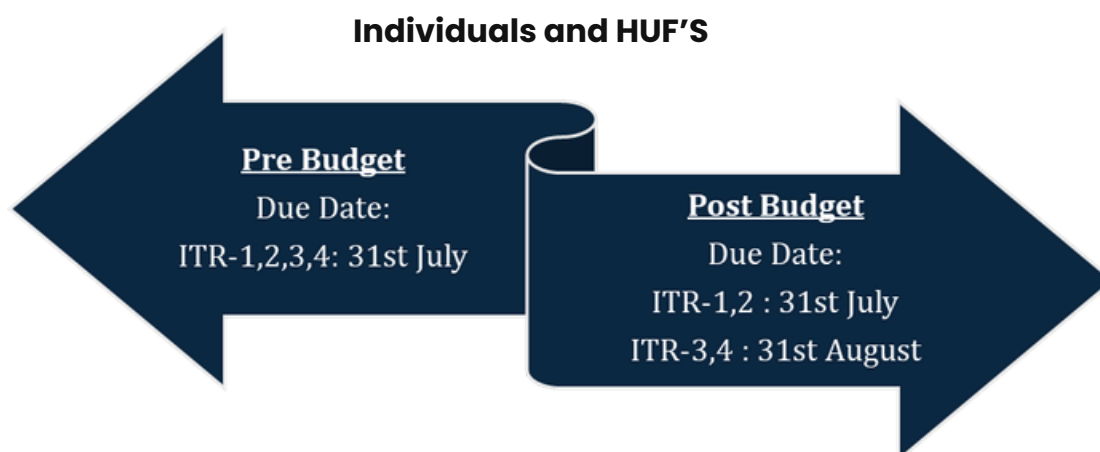 Individuals and HUF’S
Pre Budget
Due Date:
ITR-1,2,3,4: 31st July
Post Budget
Due Date:
ITR-1,2 : 31st July
ITR-3,4 : 31st August